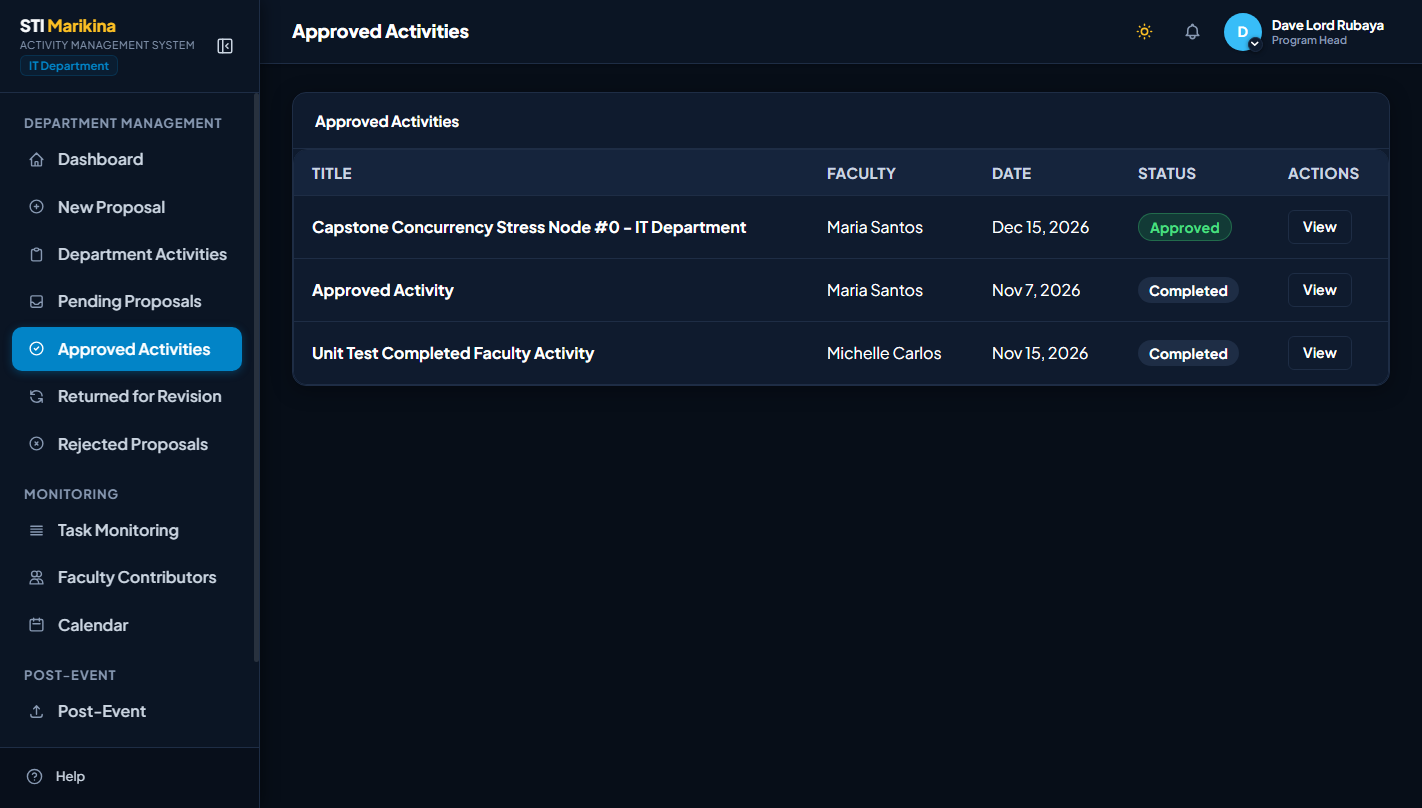 STI Marikina
ACTIVITY MANAGEMENT SYSTEM
IT Department
DEPARTMENT MANAGEMENT
Dashboard
New Proposal
Department Activities
Pending Proposals
Approved Activities
Returned for Revision
Rejected Proposals
MONITORING
Task Monitoring
Faculty Contributors
Calendar
POST-EVENT
Post-Event
Help
Approved Activities
D
Dave Lord Rubaya
Program Head
Approved Activities
TITLE FACULTY DATE STATUS ACTIONS
Capstone Concurrency Stress Node #0 - IT Department Maria Santos Dec 15, 2026 Approved View
Approved Activity Maria Santos Nov 7, 2026 Completed View
Unit Test Completed Faculty Activity Michelle Carlos Nov 15, 2026 Completed View